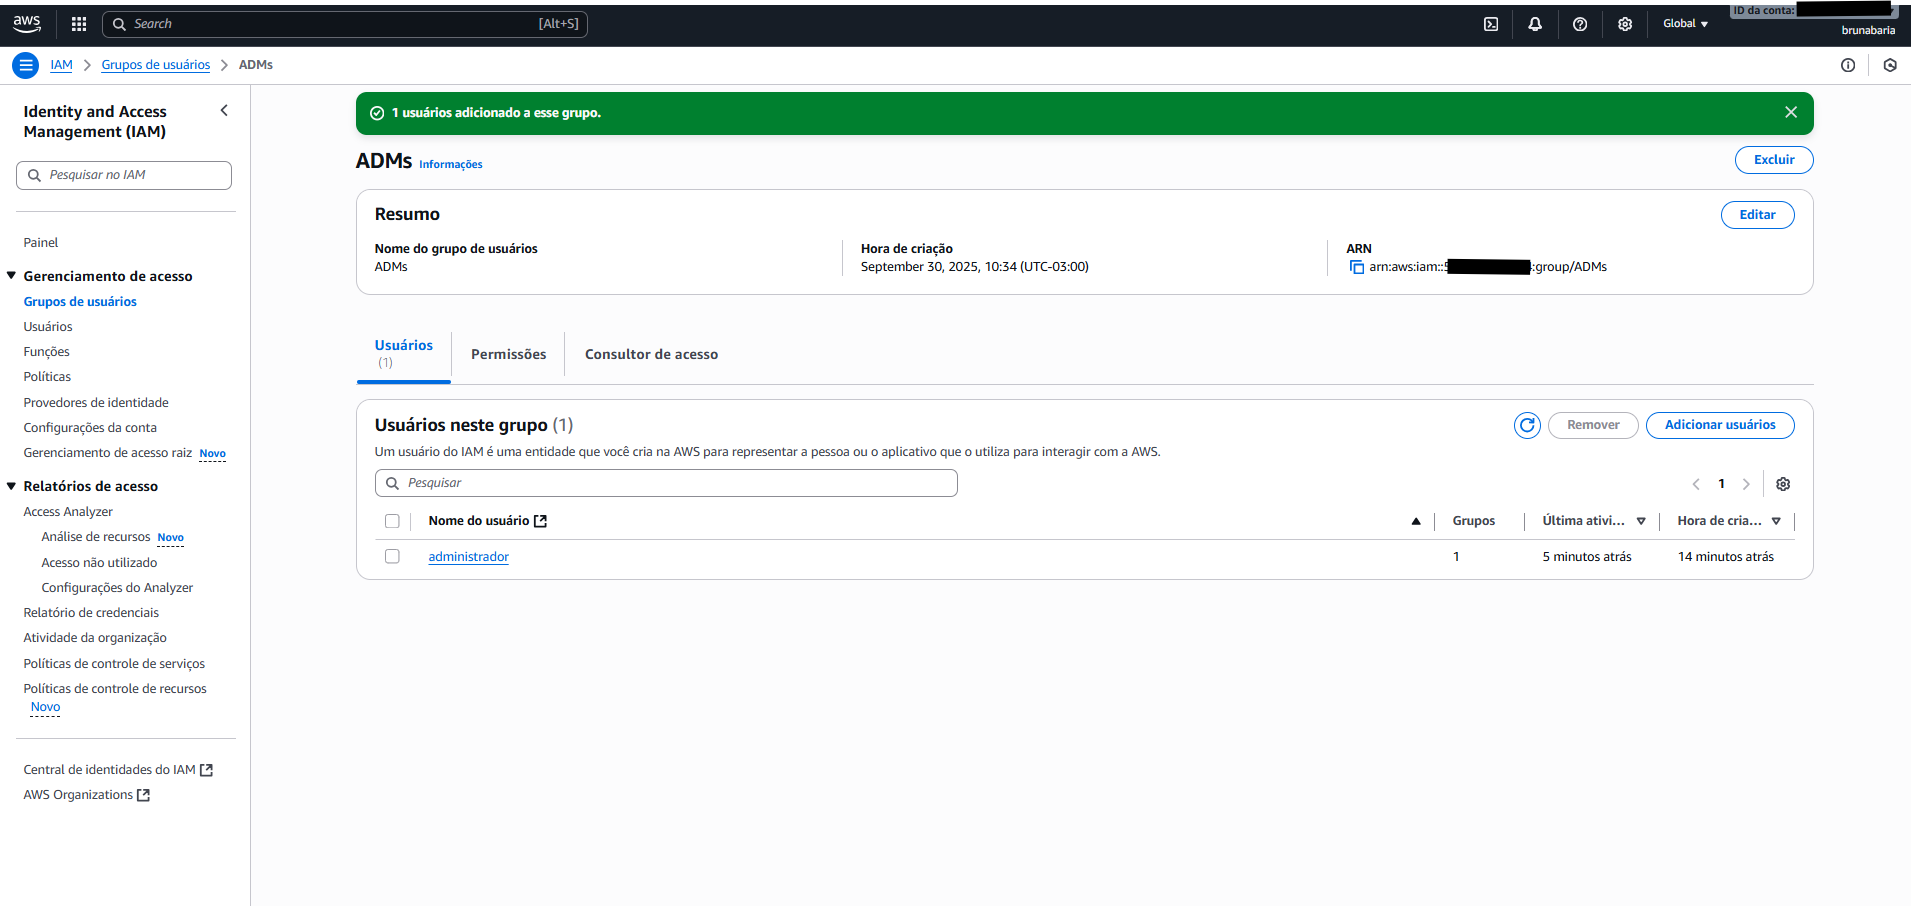 aws
Search [Alt+S]
Global
ID da conta:
brunabaria
IAM > Grupos de usuários > ADMs
Identity and Access
Management (IAM)
Pesquisar no IAM
Painel
Gerenciamento de acesso
Grupos de usuários
Usuários
Funções
Políticas
Provedores de identidade
Configurações da conta
Gerenciamento de acesso raiz Novo
Relatórios de acesso
Access Analyzer
Análise de recursos Novo
Acesso não utilizado
Configurações do Analyzer
Relatório de credenciais
Atividade da organização
Políticas de controle de serviços
Políticas de controle de recursos
Novo
Central de identidades do IAM
AWS Organizations
1 usuários adicionado a esse grupo.
ADMs Informações
Excluir
Resumo
Editar
Nome do grupo de usuários
ADMs
Hora de criação
September 30, 2025, 10:34 (UTC-03:00)
ARN
arn:aws:iam::5 :group/ADMs
Usuários
(1)
Permissões
Consultor de acesso
Usuários neste grupo (1)
Remover
Adicionar usuários
Um usuário do IAM é uma entidade que você cria na AWS para representar a pessoa ou o aplicativo que o utiliza para interagir com a AWS.
Pesquisar
1
Nome do usuário Grupos Última ativi... Hora de cria...
administrador 1 5 minutos atrás 14 minutos atrás